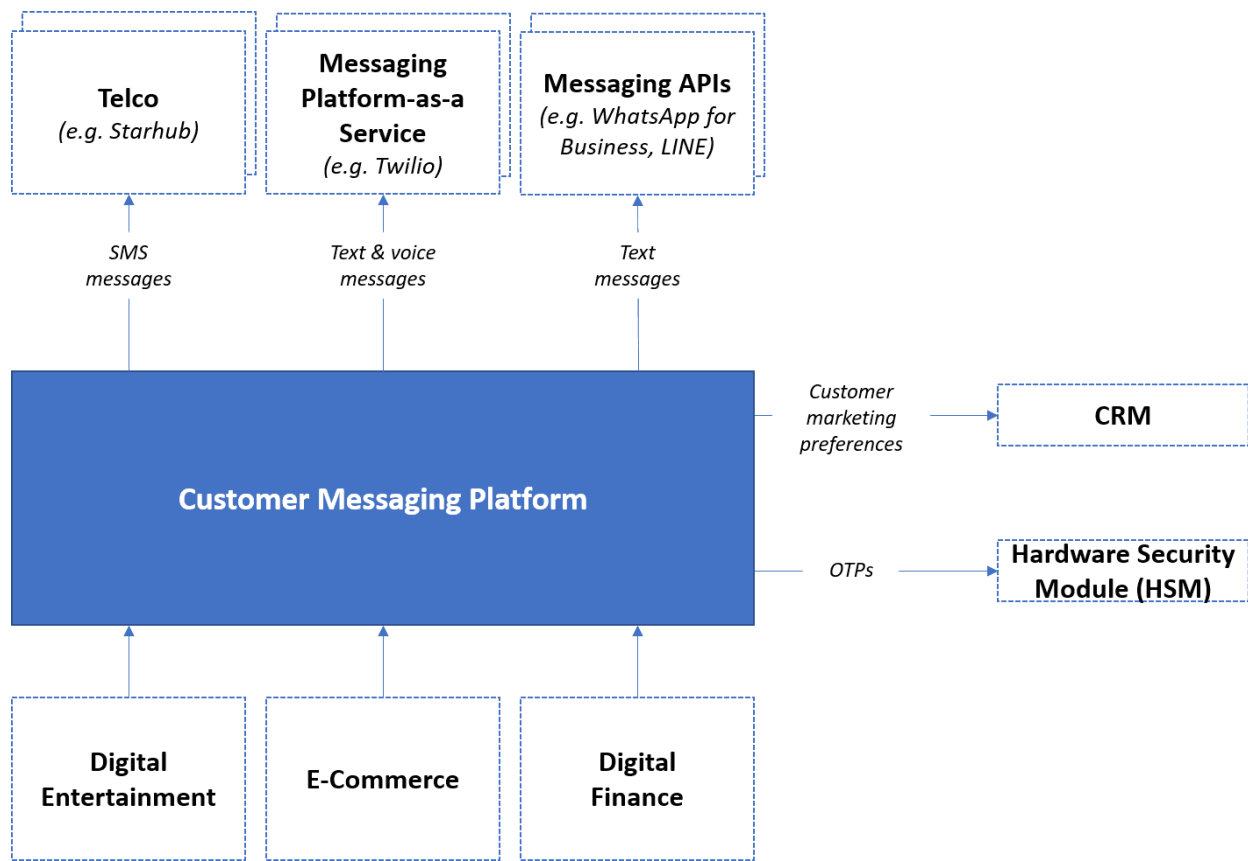 Telco
(e.g. Starhub)
Messaging
Platform-as-a
Service
(e.g. Twilio)
Messaging APIs
(e.g. WhatsApp for
Business, LINE)
SMS
messages
Text & voice
messages
Text
messages
Customer
marketing
preferences
CRM
Customer Messaging Platform
OTPs
Hardware Security
Module (HSM)
Digital
Entertainment
E-Commerce
Digital
Finance